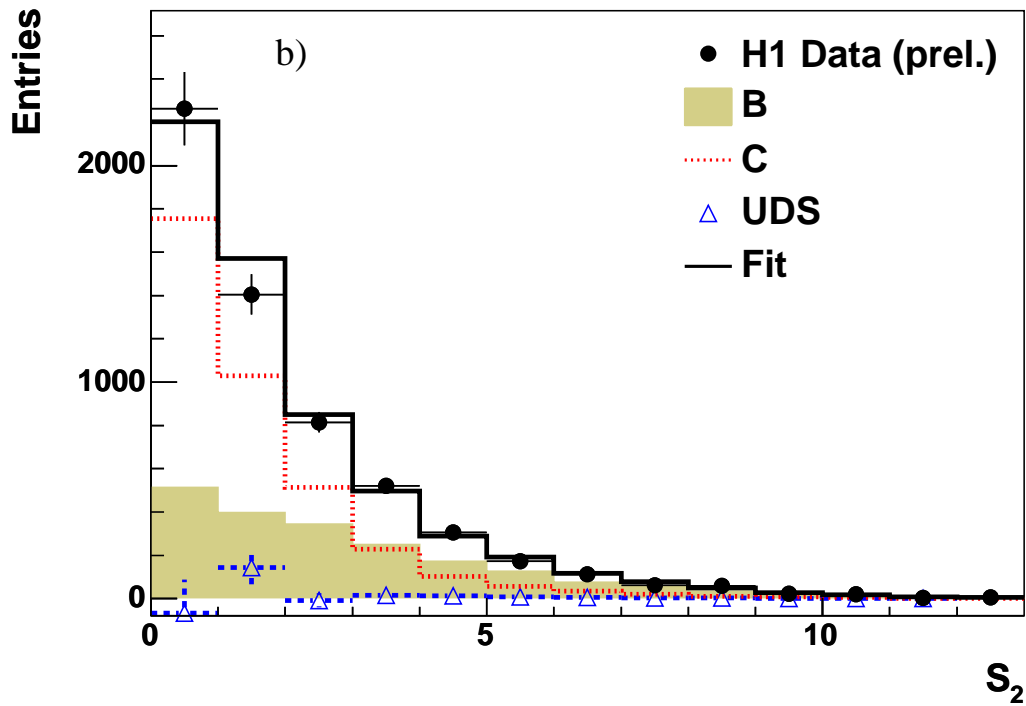 Entries
b)
H1 Data (prel.)
B
C
UDS
Fit
2000
1000
0
0 5 10
S₂